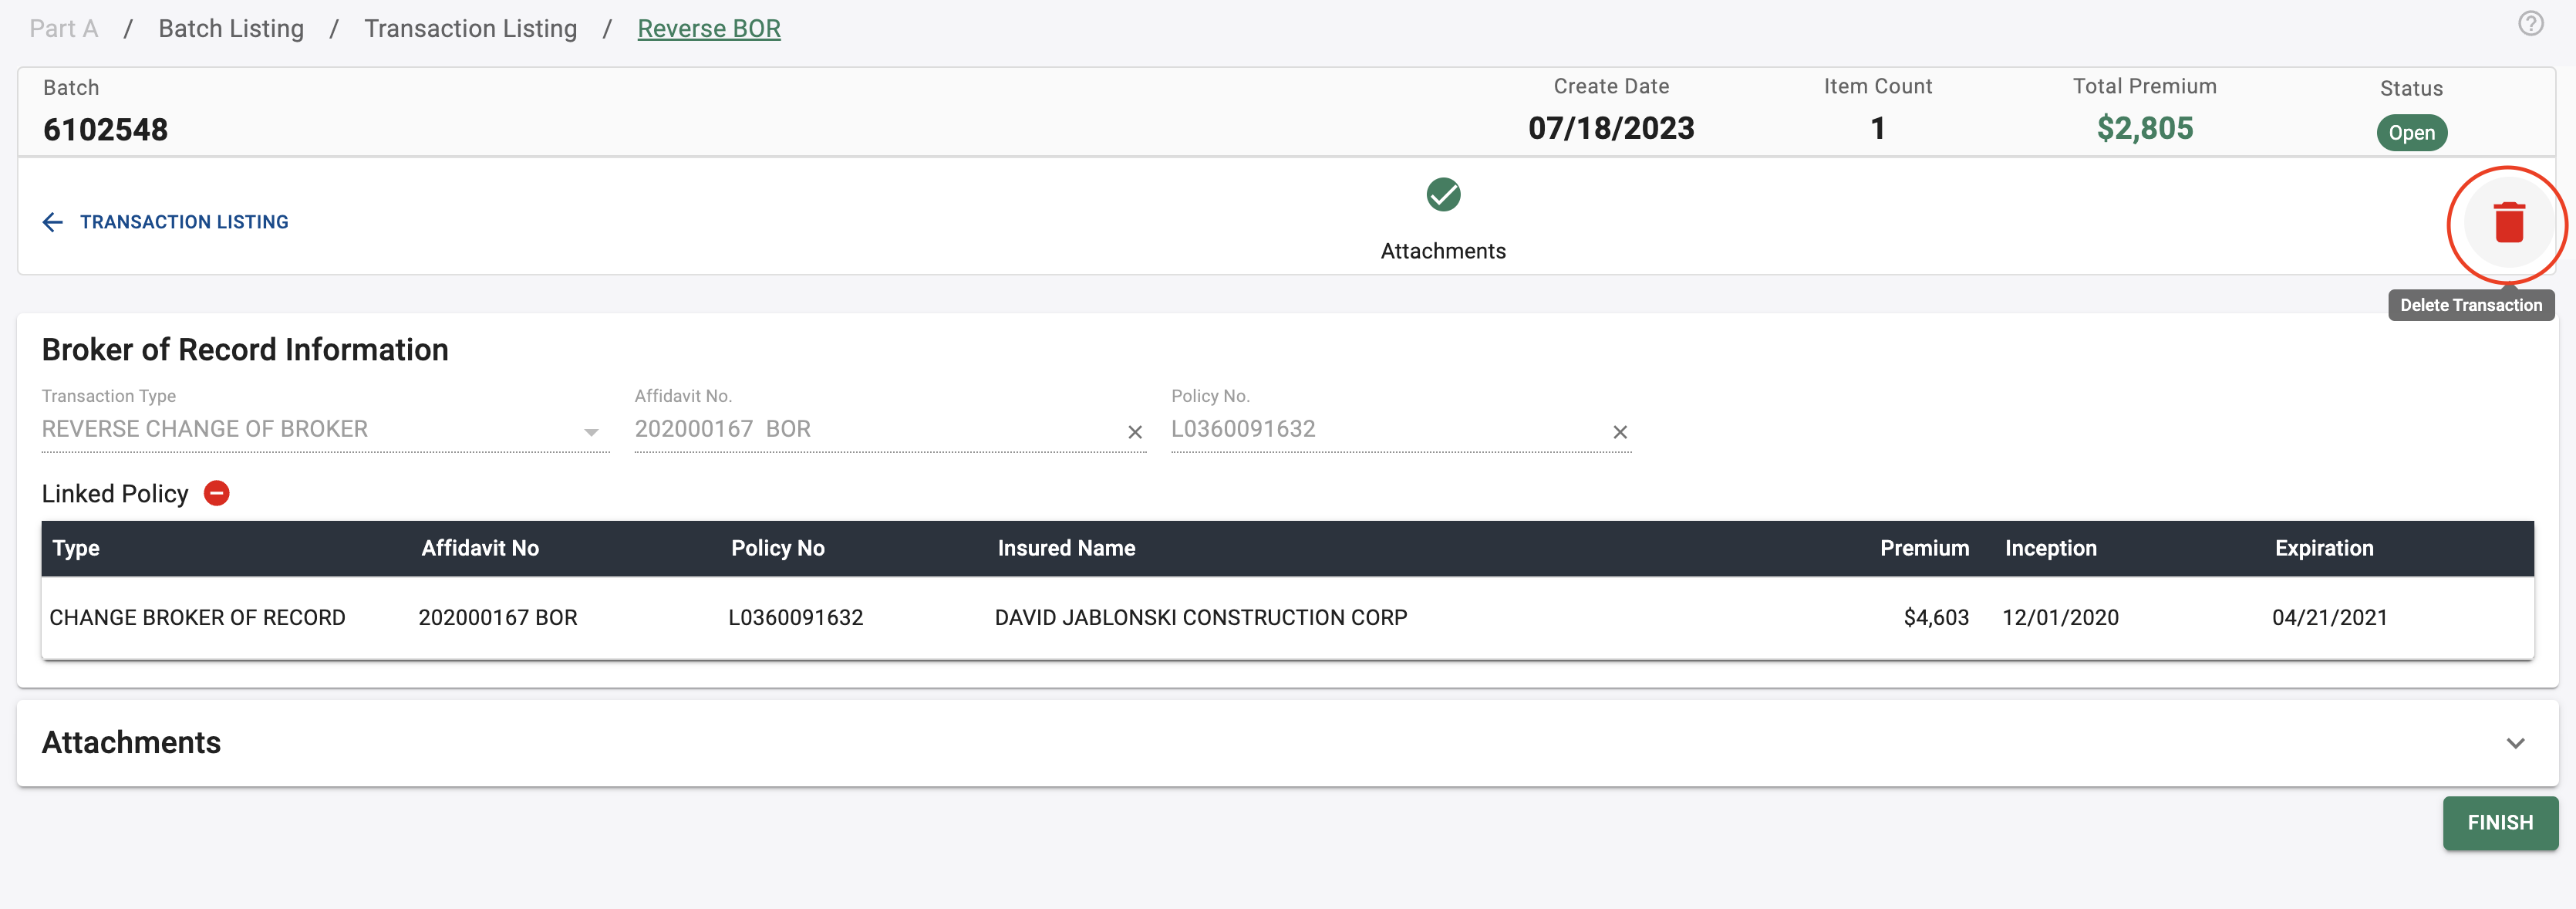 Part A / Batch Listing / Transaction Listing / Reverse BOR
Batch
6102548
Create Date
07/18/2023
Item Count
1
Total Premium
$2,805
Status
Open
TRANSACTION LISTING
Attachments
Delete Transaction
Broker of Record Information
Transaction Type
REVERSE CHANGE OF BROKER
Affidavit No.
202000167 BOR
Policy No.
L0360091632
Linked Policy
Type Affidavit No Policy No Insured Name Premium Inception Expiration
CHANGE BROKER OF RECORD 202000167 BOR L0360091632 DAVID JABLONSKI CONSTRUCTION CORP $4,603 12/01/2020 04/21/2021
Attachments
FINISH